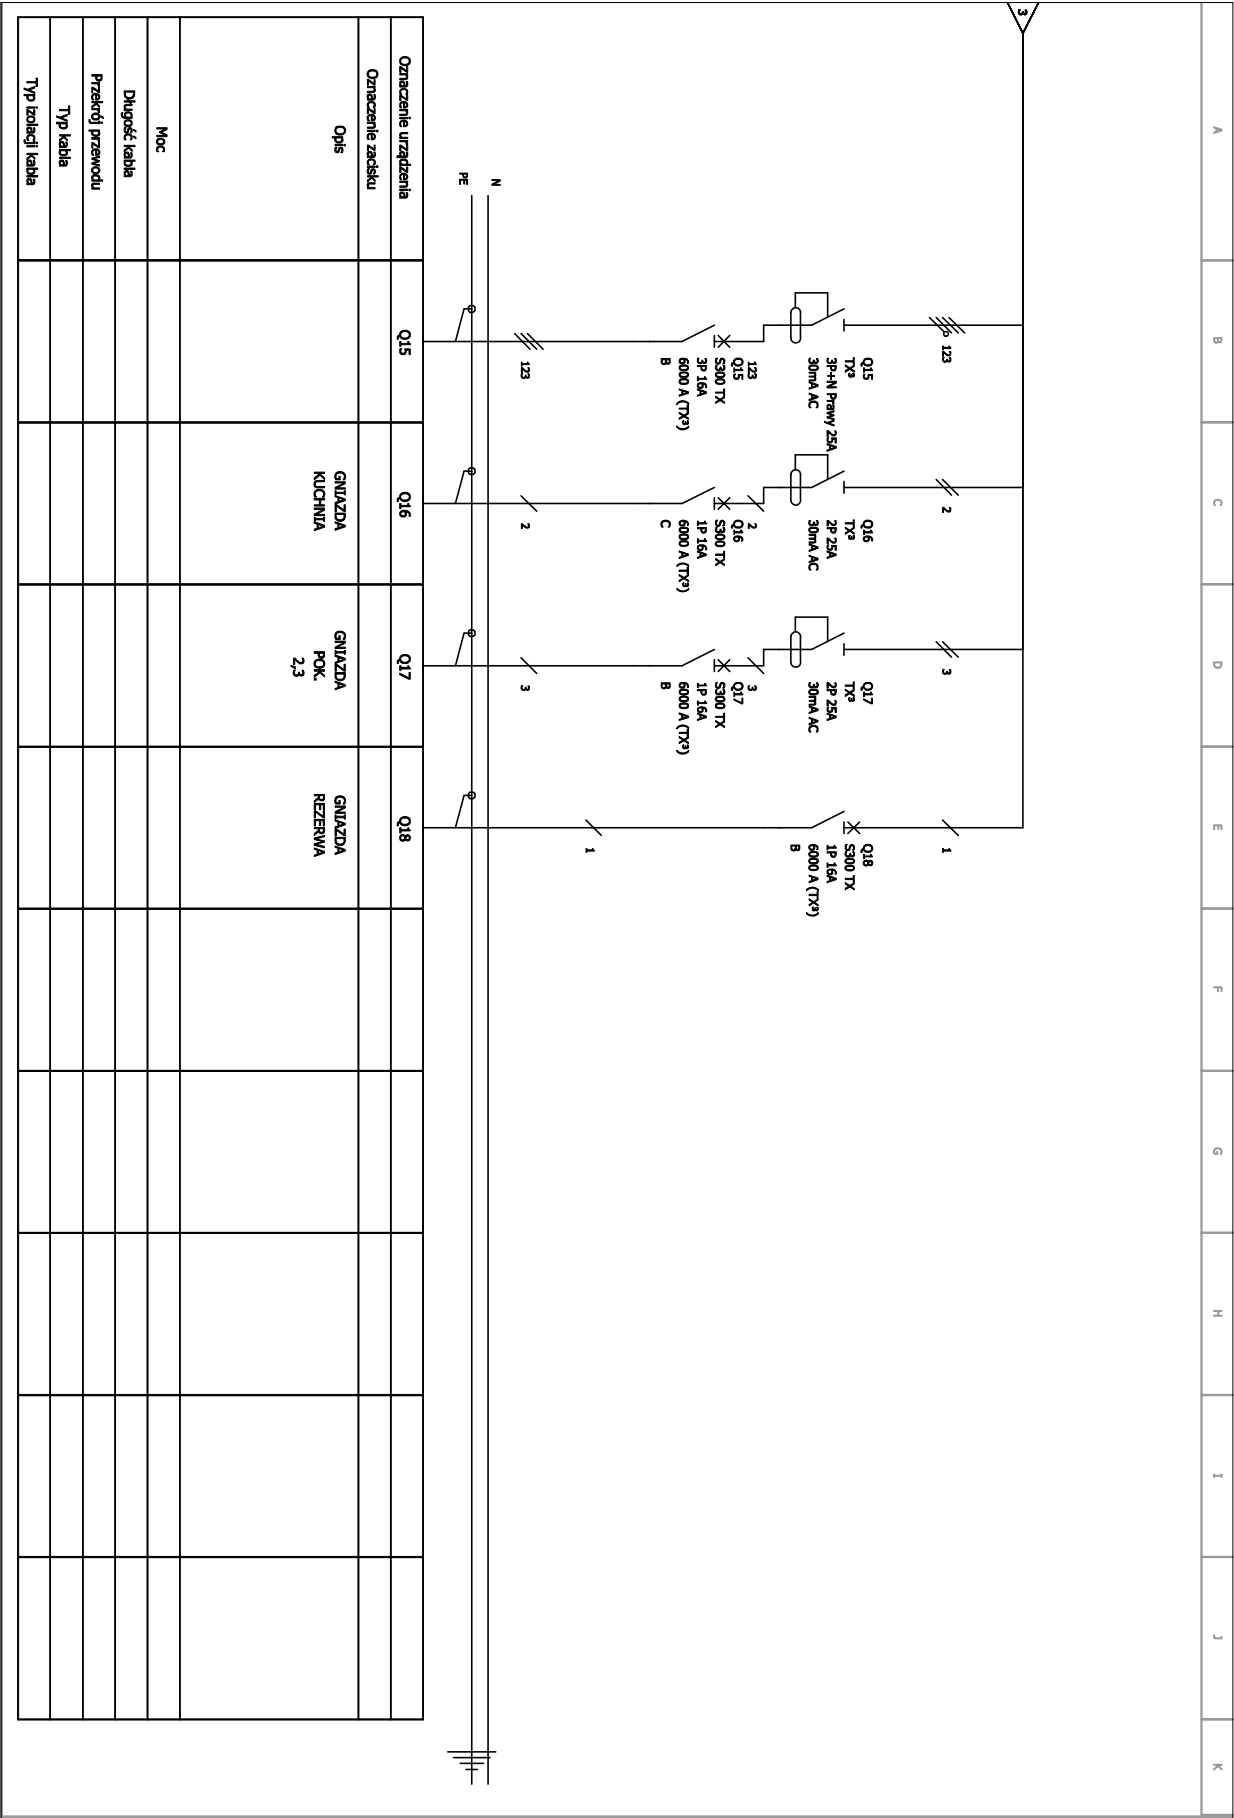 A
B
C
D
E
F
G
H
I
J
K
3
123
2
3
1
Q15
TX³
3P+N Prawy 25A
30mA AC
Q16
TX³
2P 25A
30mA AC
Q17
TX³
2P 25A
30mA AC
Q18
S300 TX
1P 16A
6000 A (TX³)
B
123
Q15
S300 TX
3P 16A
6000 A (TX³)
B
2
Q16
S300 TX
1P 16A
6000 A (TX³)
C
3
Q17
S300 TX
1P 16A
6000 A (TX³)
B
123
2
3
1
N
PE
Oznaczenie urządzenia
Q15
Q16
Q17
Q18
Oznaczenie zacisku
Opis
GNIAZDA
KUCHNIA
GNIAZDA
POK.
2,3
GNIAZDA
REZERWA
Moc
Długość kabla
Przekrój przewodu
Typ kabla
Typ izolacji kabla